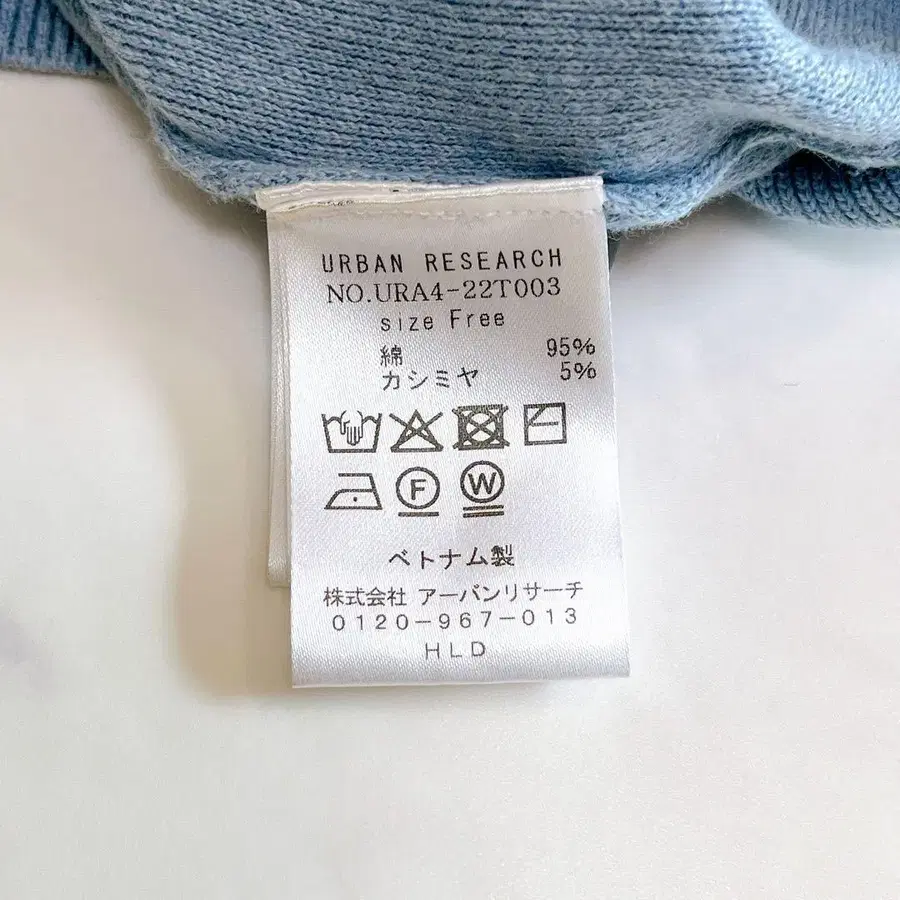 URBAN RESEARCH
NO.URA4-22T003
size Free
綿 95%
カシミヤ 5%
F W
ベトナム製
株式会社 アーバンリサーチ
0120-967-013
HLD